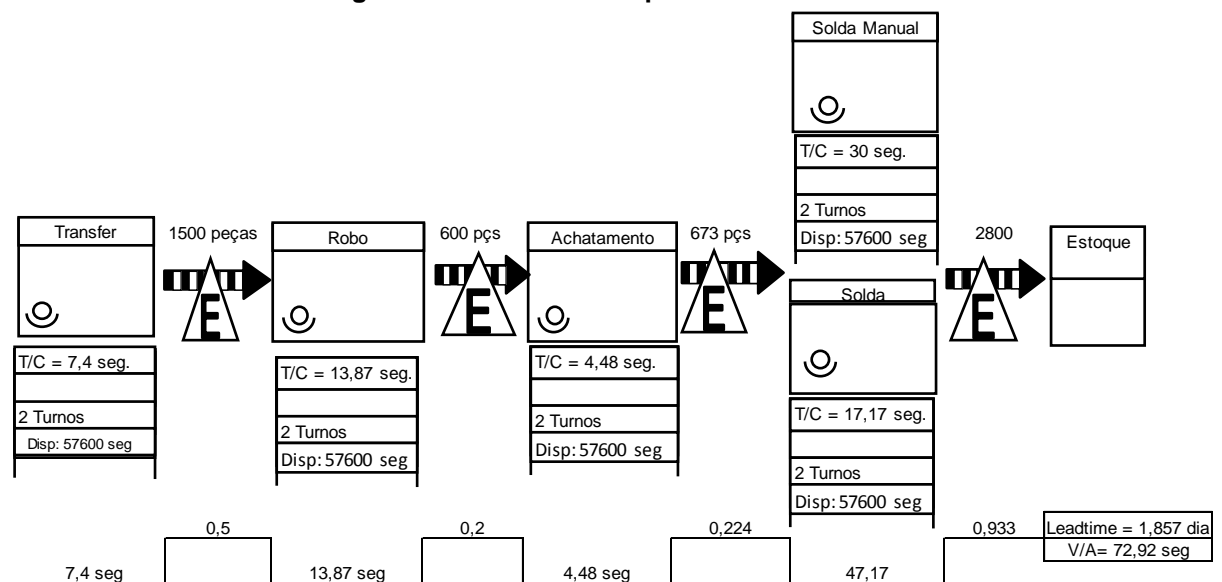 Solda Manual
T/C = 30 seg.
2 Turnos
Disp: 57600 seg
Transfer
1500 peças
Robo
600 pçs
Achatamento
673 pçs
2800
Estoque
E
E
E
E
Solda
T/C = 7,4 seg.
2 Turnos
Disp: 57600 seg
T/C = 13,87 seg.
2 Turnos
Disp: 57600 seg
T/C = 4,48 seg.
2 Turnos
Disp: 57600 seg
T/C = 17,17 seg.
2 Turnos
Disp: 57600 seg
0,5
0,2
0,224
0,933
Leadtime = 1,857 dia
V/A= 72,92 seg
7,4 seg
13,87 seg
4,48 seg
47,17